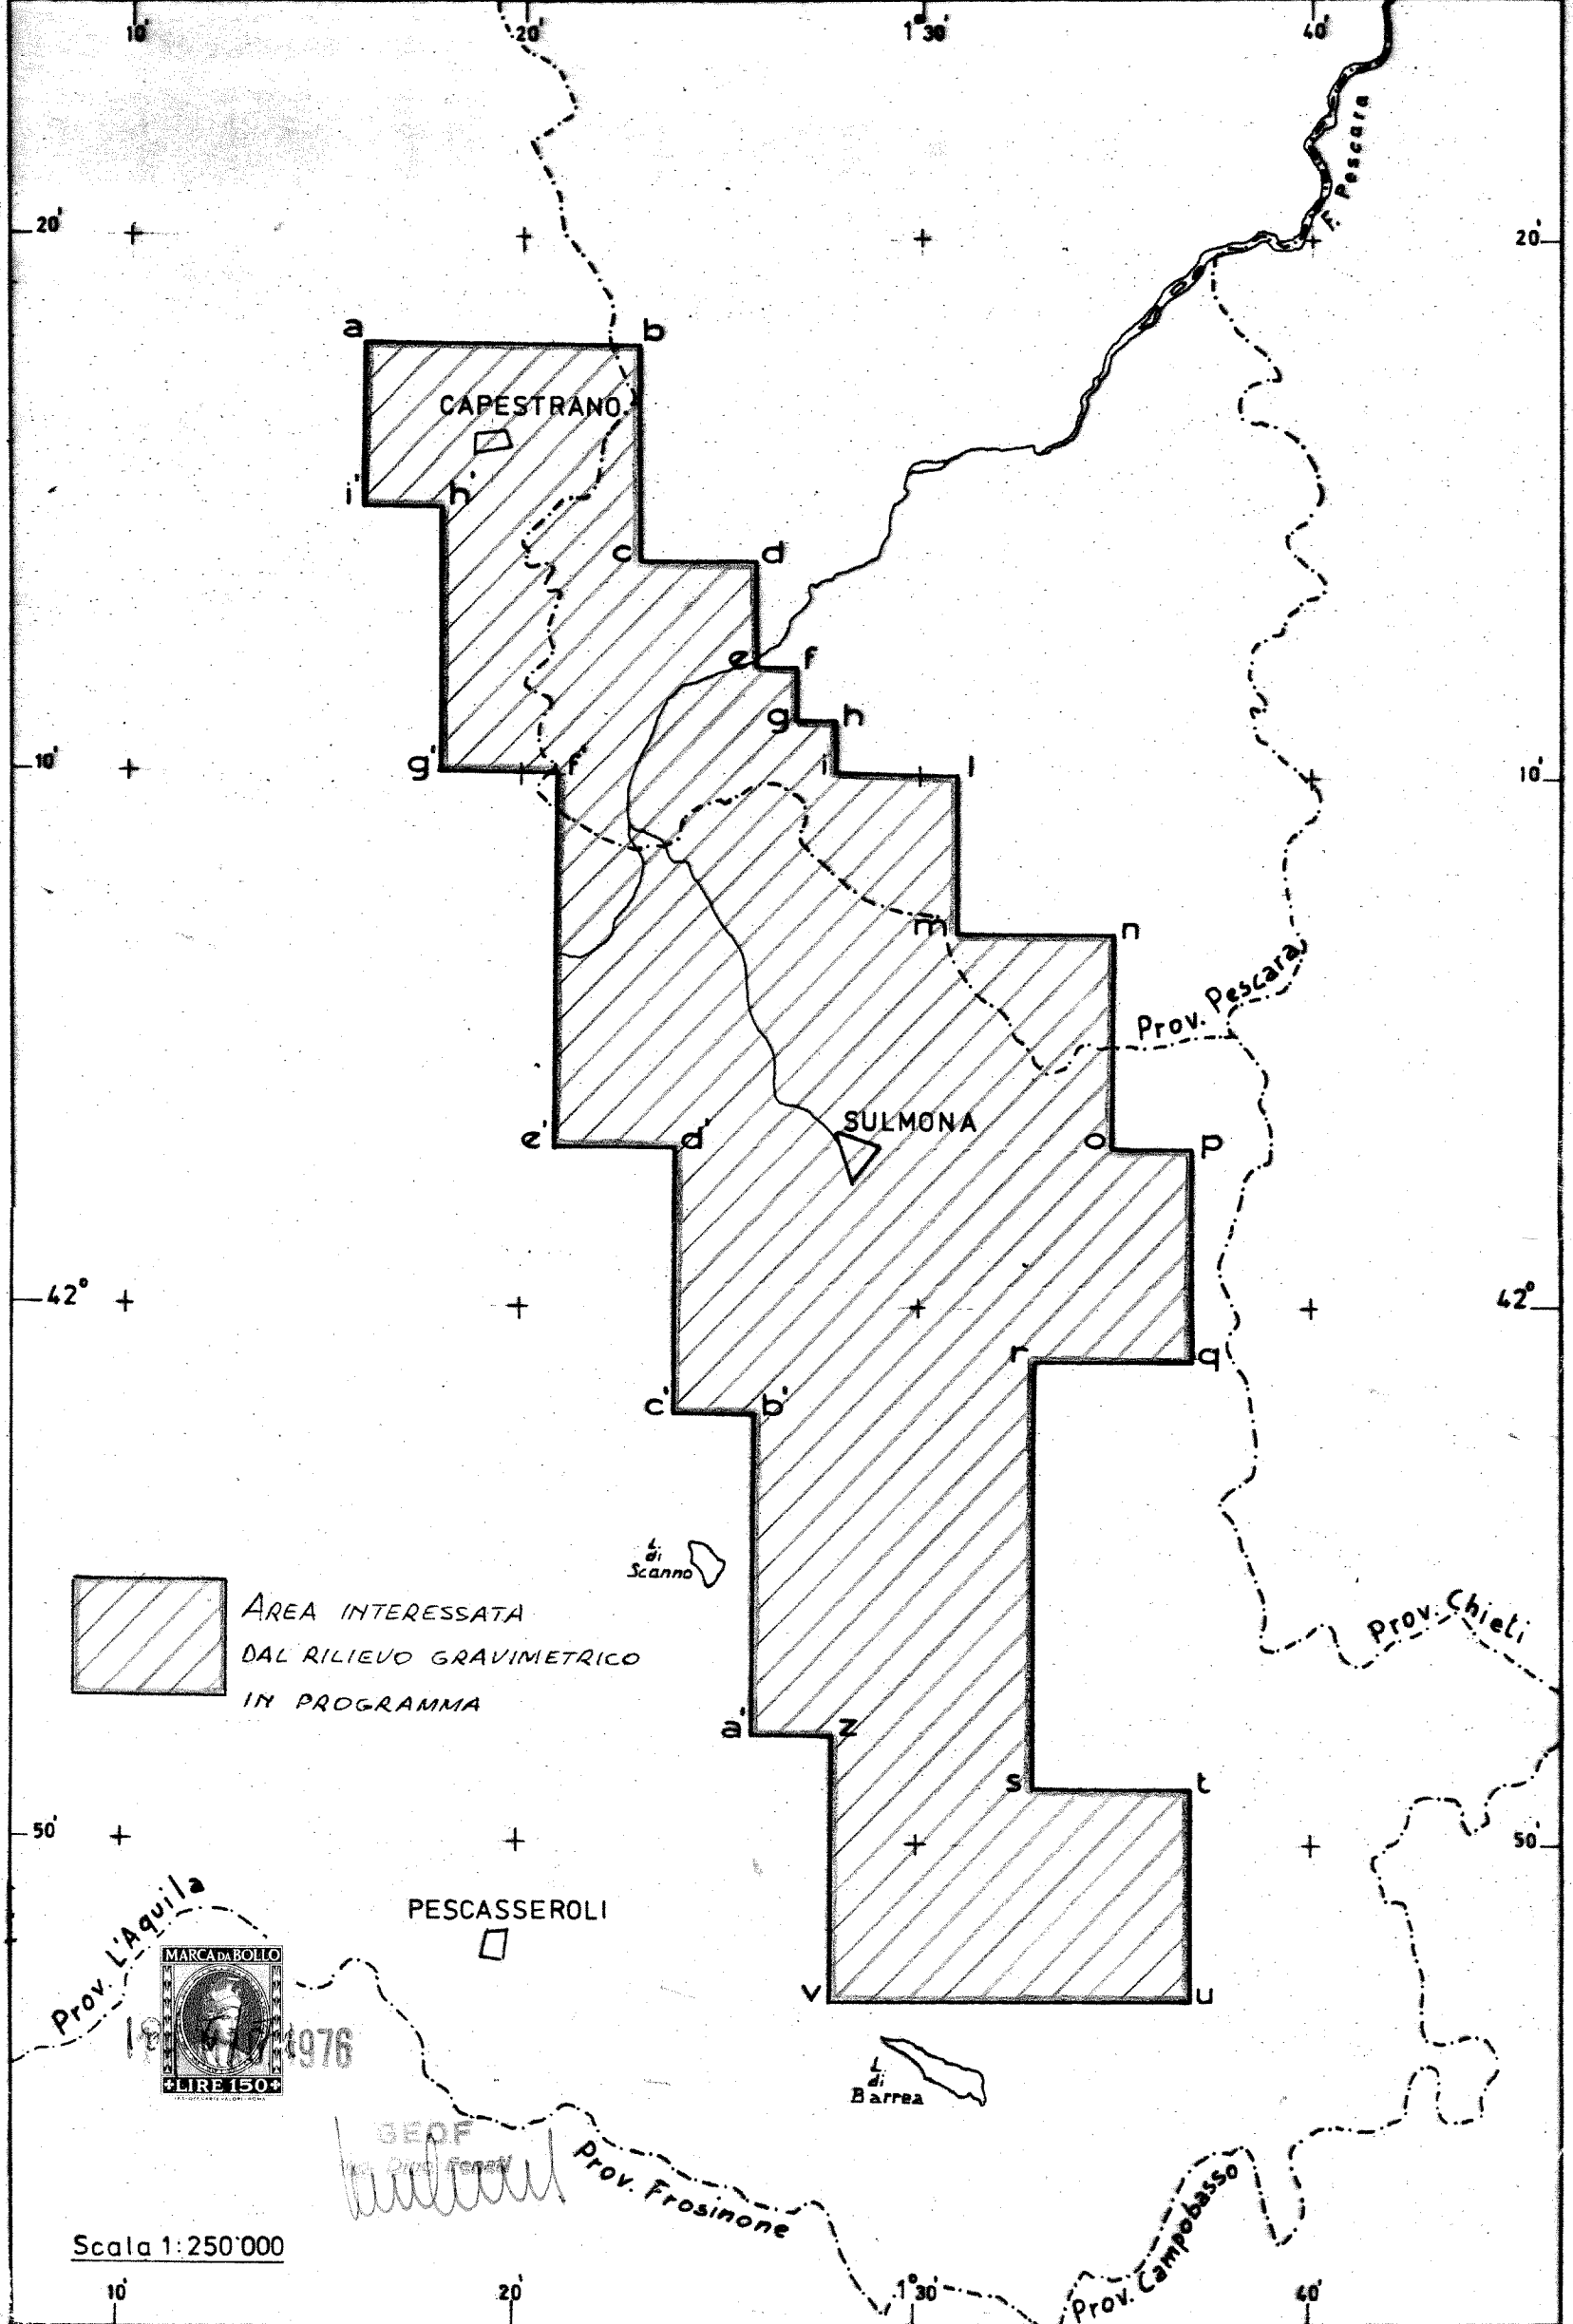 10'
20'
1°30'
40'
F. Pescara
20'
20'
a
b
CAPESTRANO
i'
h'
c
d
e
f
g
h
10'
g'
f'
i
l
10'
m
n
Prov. Pescara
SULMONA
e'
d'
o
p
42°
42°
r
q
c'
b'
L.
di
Scanno
AREA INTERESSATA
DAL RILIEVO GRAVIMETRICO
IN PROGRAMMA
Prov. Chieti
a'
z
s
t
50'
50'
Prov. L'Aquila
PESCASSEROLI
MARCA DA BOLLO
1976
LIRE 150
v
u
L.
di
Barrea
GEOF
Prov. Frosinone
Prov. Campobasso
Scala 1:250'000
10'
20'
1°30'
40'